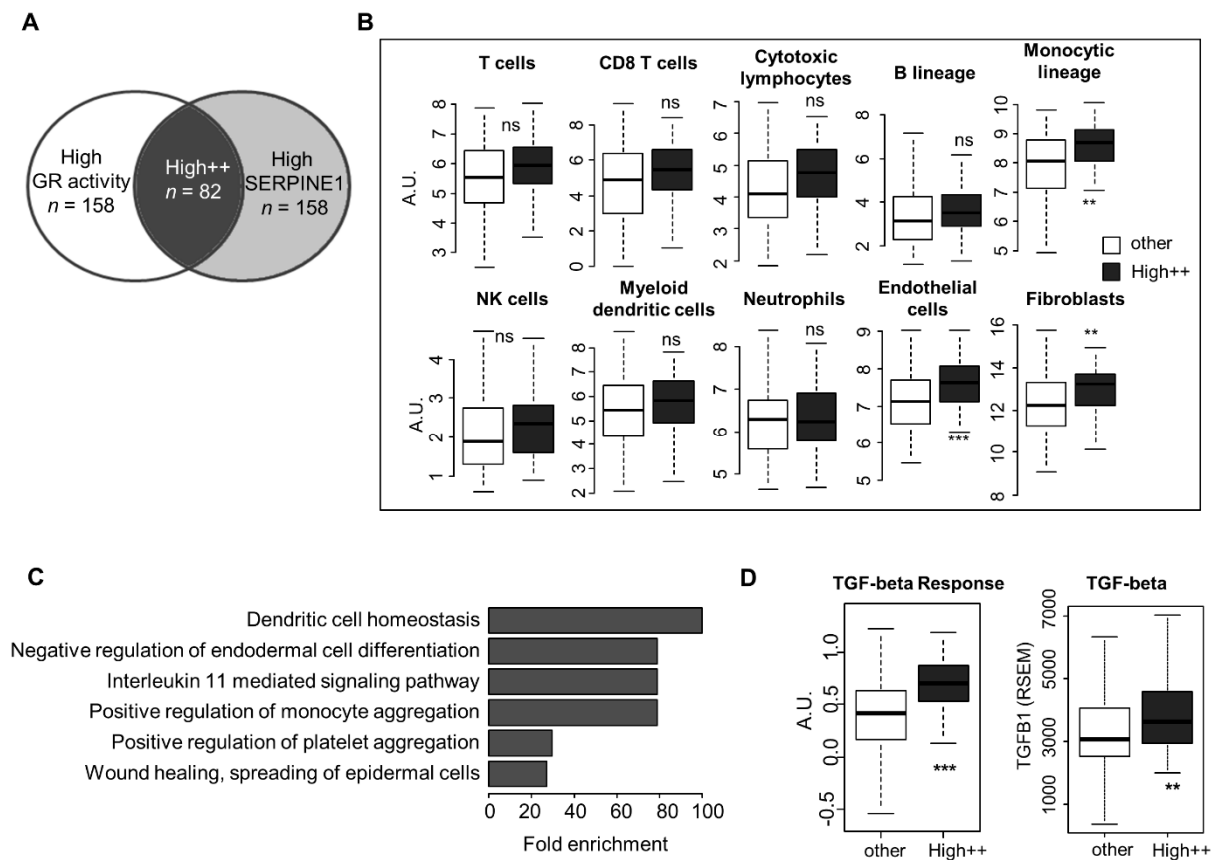 A
High
GR activity
n = 158
High++
n = 82
High
SERPINE1
n = 158
B
T cells
CD8 T cells
Cytotoxic
lymphocytes
B lineage
Monocytic
lineage
A.U.
8
7
6
5
4
3
ns
8
6
4
2
0
ns
7
6
5
4
3
2
ns
8
6
4
2
ns
10
9
8
7
6
5
**
other
High++
NK cells
Myeloid
dendritic cells
Neutrophils
Endothelial
cells
Fibroblasts
A.U.
4
3
2
1
ns
8
7
6
5
4
3
2
ns
8
7
6
5
ns
9
8
7
6
5
***
16
14
12
10
8
**
C
Dendritic cell homeostasis
Negative regulation of endodermal cell differentiation
Interleukin 11 mediated signaling pathway
Positive regulation of monocyte aggregation
Positive regulation of platelet aggregation
Wound healing, spreading of epidermal cells
0 20 40 60 80 100
Fold enrichment
D
TGF-beta Response
A.U.
1.0
0.5
0.0
-0.5
***
other High++
TGF-beta
TGFB1 (RSEM)
7000
5000
3000
1000
**
other High++